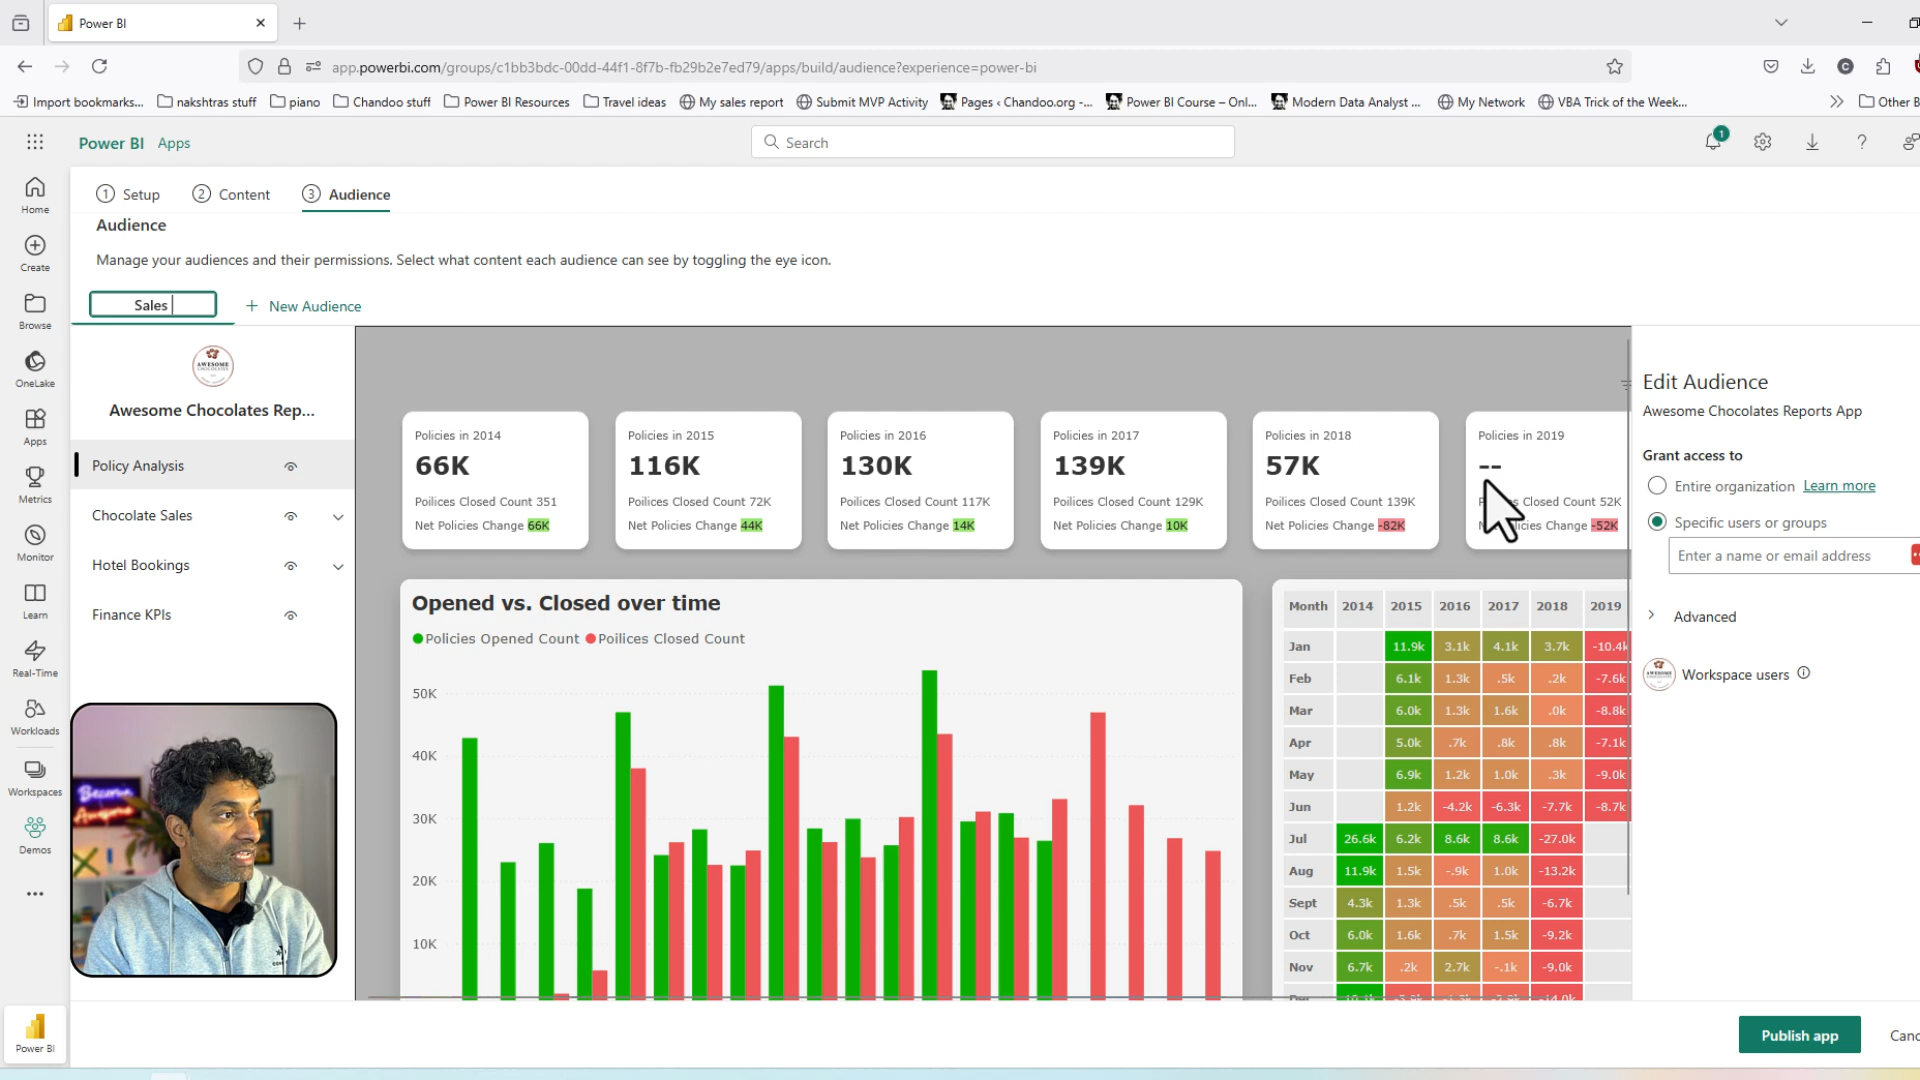 Power BI
app.powerbi.com/groups/c1bb3bdc-00dd-44f1-8f7b-fb29b2e7ed79/apps/build/audience?experience=power-bi
Import bookmarks... nakshtras stuff piano Chandoo stuff Power BI Resources Travel ideas My sales report Submit MVP Activity Pages ‹ Chandoo.org -... Power BI Course – Onl... Modern Data Analyst ... My Network VBA Trick of the Week... Other B
Power BI Apps Search 1
1 Setup 2 Content 3 Audience
Audience
Manage your audiences and their permissions. Select what content each audience can see by toggling the eye icon.
Sales + New Audience
Home
Create
Browse
OneLake
Apps
Metrics
Monitor
Learn
Real-Time
Workloads
Workspaces
Demos
Power BI
AWESOME
Awesome Chocolates Rep...
Policy Analysis
Chocolate Sales
Hotel Bookings
Finance KPIs
Become
Awesome
Policies in 2014
66K
Poilices Closed Count 351
Net Policies Change 66K
Policies in 2015
116K
Poilices Closed Count 72K
Net Policies Change 44K
Policies in 2016
130K
Poilices Closed Count 117K
Net Policies Change 14K
Policies in 2017
139K
Poilices Closed Count 129K
Net Policies Change 10K
Policies in 2018
57K
Poilices Closed Count 139K
Net Policies Change -82K
Policies in 2019
--
Closed Count 52K
Change -52K
Opened vs. Closed over time
Policies Opened Count Poilices Closed Count
50K
40K
30K
20K
10K
Month 2014 2015 2016 2017 2018 2019
Jan 11.9k 3.1k 4.1k 3.7k -10.4k
Feb 6.1k 1.3k .5k .2k -7.6k
Mar 6.0k 1.3k 1.6k .0k -8.8k
Apr 5.0k .7k .8k .8k -7.1k
May 6.9k 1.2k 1.0k .3k -9.0k
Jun 1.2k -4.2k -6.3k -7.7k -8.7k
Jul 26.6k 6.2k 8.6k 8.6k -27.0k
Aug 11.9k 1.5k -.9k 1.0k -13.2k
Sept 4.3k 1.3k .5k .5k -6.7k
Oct 6.0k 1.6k .7k 1.5k -9.2k
Nov 6.7k .2k 2.7k -.1k -9.0k
Edit Audience
Awesome Chocolates Reports App
Grant access to
Entire organization Learn more
Specific users or groups
Enter a name or email address
Advanced
Workspace users
Publish app Canc